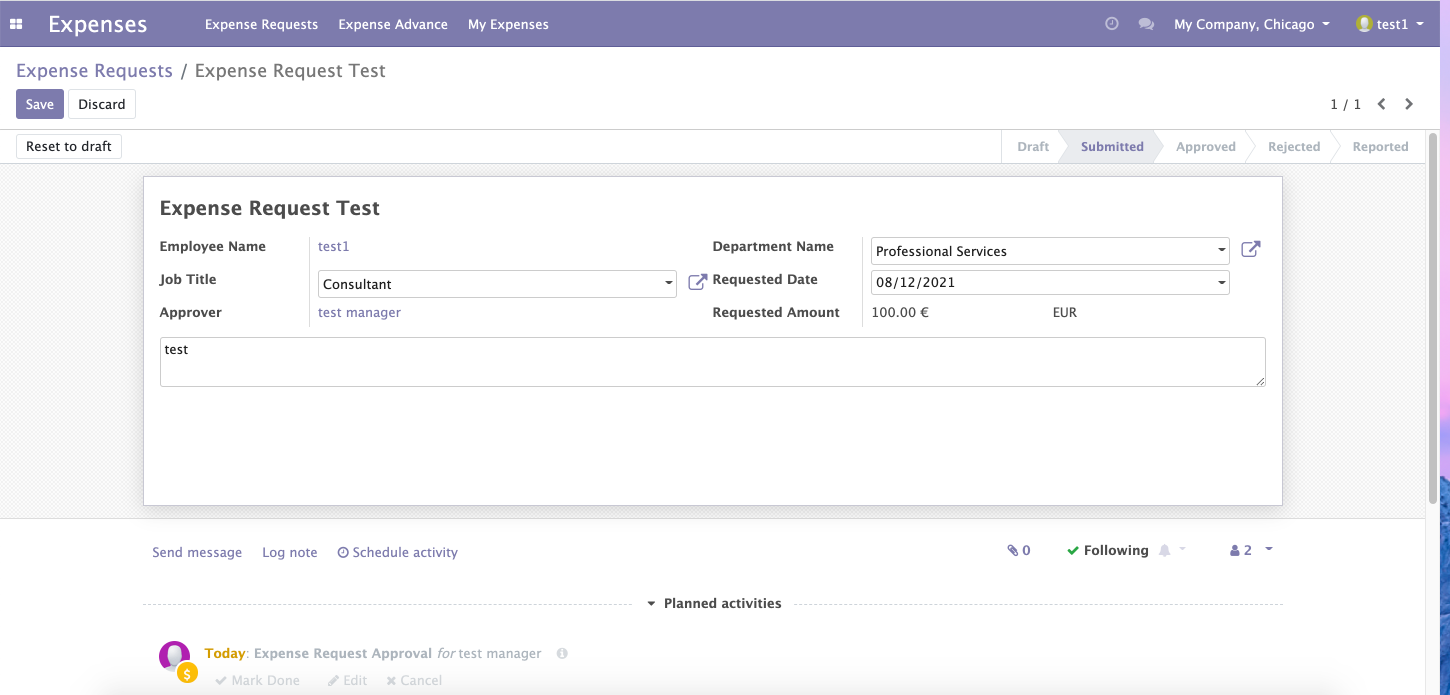 Expenses Expense Requests Expense Advance My Expenses My Company, Chicago test1
Expense Requests / Expense Request Test
Save Discard 1 / 1
Reset to draft Draft Submitted Approved Rejected Reported
Expense Request Test
Employee Name test1 Department Name Professional Services
Job Title Consultant Requested Date 08/12/2021
Approver test manager Requested Amount 100.00 € EUR
test
Send message Log note Schedule activity 0 Following 2
Planned activities
Today: Expense Request Approval for test manager
$ Mark Done Edit Cancel